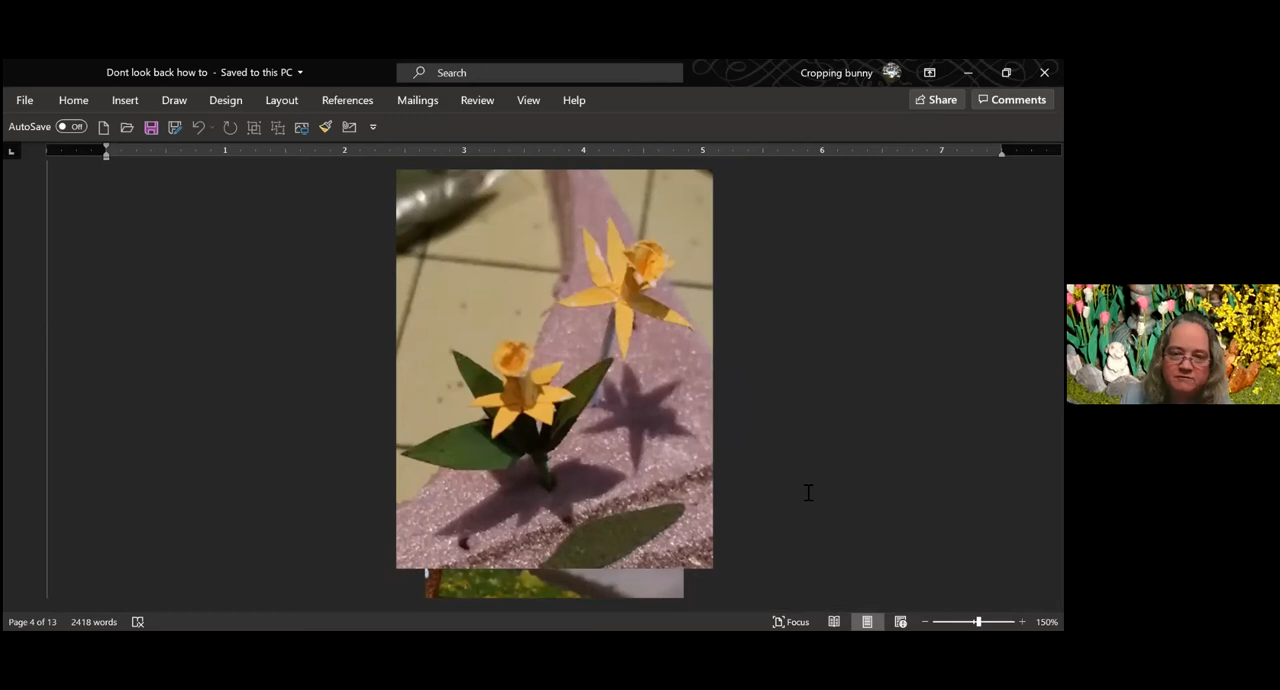 Dont look back how to - Saved to this PC
Search
Cropping bunny
File Home Insert Draw Design Layout References Mailings Review View Help
Share Comments
AutoSave Off
1 2 3 4 5 6 7
Page 4 of 13 2418 words
Focus
150%